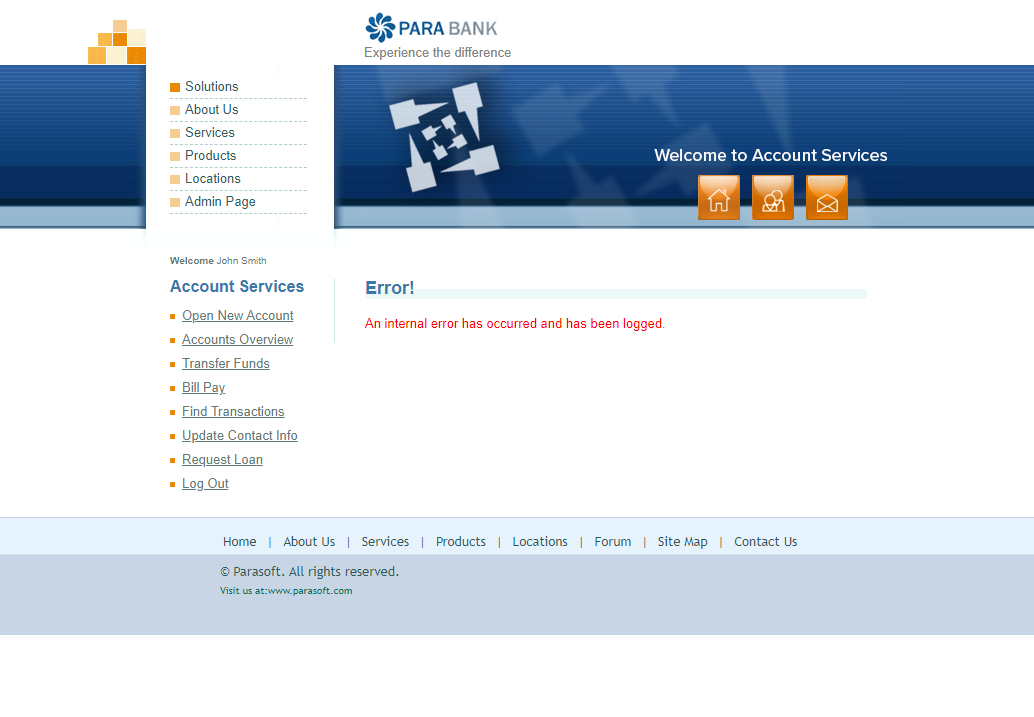 PARA BANK
Experience the difference
Solutions
About Us
Services
Products
Locations
Admin Page
Welcome to Account Services
Welcome John Smith
Account Services
Open New Account
Accounts Overview
Transfer Funds
Bill Pay
Find Transactions
Update Contact Info
Request Loan
Log Out
Error!
An internal error has occurred and has been logged.
Home | About Us | Services | Products | Locations | Forum | Site Map | Contact Us
© Parasoft. All rights reserved.
Visit us at:www.parasoft.com